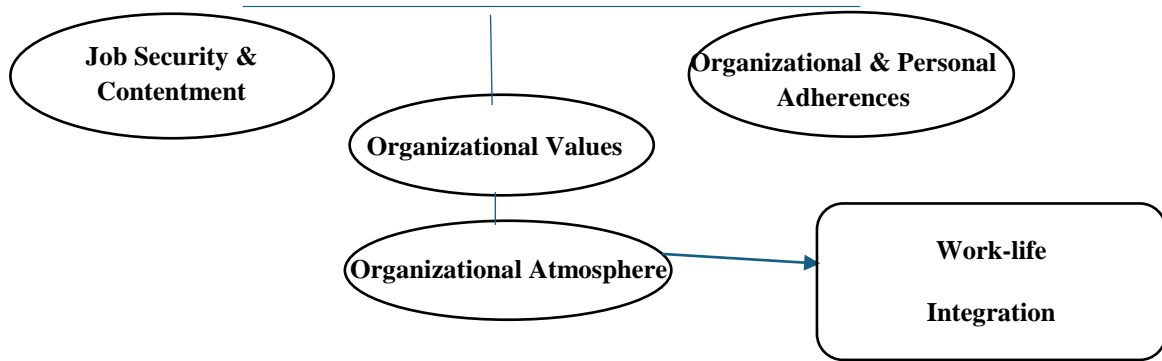 Job Security &
Contentment
Organizational & Personal
Adherences
Organizational Values
Organizational Atmosphere
Work-life
Integration